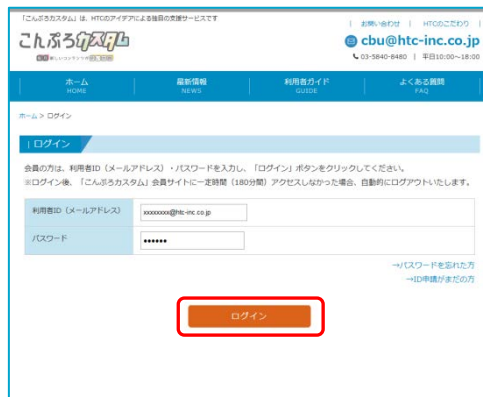 「こんぷろカスタム」は、HTCのアイデアによる独自の支援サービスです
お問い合わせ | HTCのこだわり
こんぷろカスタム
cbu@htc-inc.co.jp
03-5840-8480 | 平日10:00~18:00
ホーム 最新情報 利用者ガイド よくある質問
HOME NEWS GUIDE FAQ
ホーム > ログイン
ログイン
会員の方は、利用者ID(メールアドレス)・パスワードを入力し、「ログイン」ボタンをクリックしてください。
※ログイン後、「こんぷろカスタム」会員サイトに一定時間(180分間)アクセスしなかった場合、自動的にログアウトいたします。
利用者ID(メールアドレス) xxxxxxxx@htc-inc.co.jp
パスワード ••••••
→パスワードを忘れた方
→ID申請がまだの方
ログイン